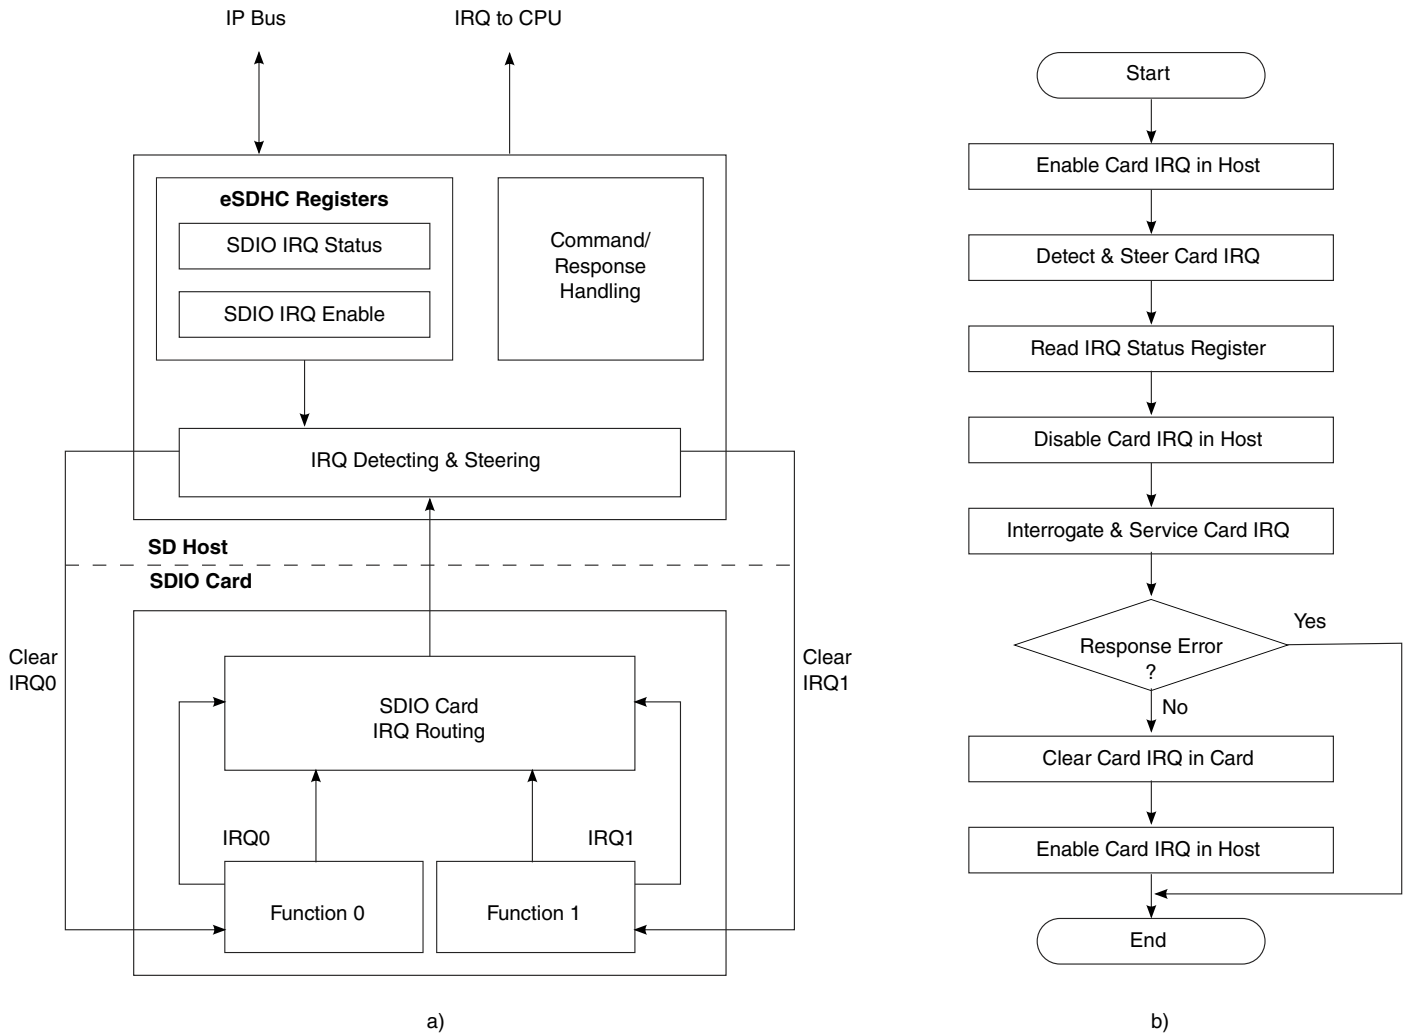 IP Bus
IRQ to CPU
eSDHC Registers
SDIO IRQ Status
SDIO IRQ Enable
Command/
Response
Handling
IRQ Detecting & Steering
SD Host
SDIO Card
Clear
IRQ0
Clear
IRQ1
SDIO Card
IRQ Routing
IRQ0
IRQ1
Function 0
Function 1
a)
Start
Enable Card IRQ in Host
Detect & Steer Card IRQ
Read IRQ Status Register
Disable Card IRQ in Host
Interrogate & Service Card IRQ
Response Error
?
Yes
No
Clear Card IRQ in Card
Enable Card IRQ in Host
End
b)